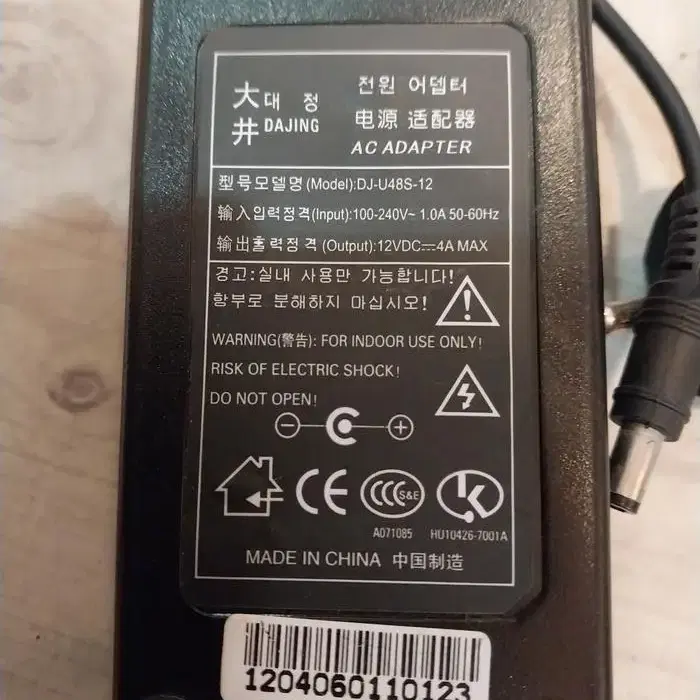 大 대 정
井 DAJING
전원 어뎁터
电源 适配器
AC ADAPTER
型号모델명(Model):DJ-U48S-12
输入입력정격(Input):100-240V~ 1.0A 50-60Hz
输出출력정격(Output):12VDC⎓4A MAX
경고:실내 사용만 가능합니다!
함부로 분해하지 마십시오!
WARNING(警告): FOR INDOOR USE ONLY!
RISK OF ELECTRIC SHOCK!
DO NOT OPEN!
CE CCC S&E
A071085 HU10426-7001A
MADE IN CHINA 中国制造
1204060110123